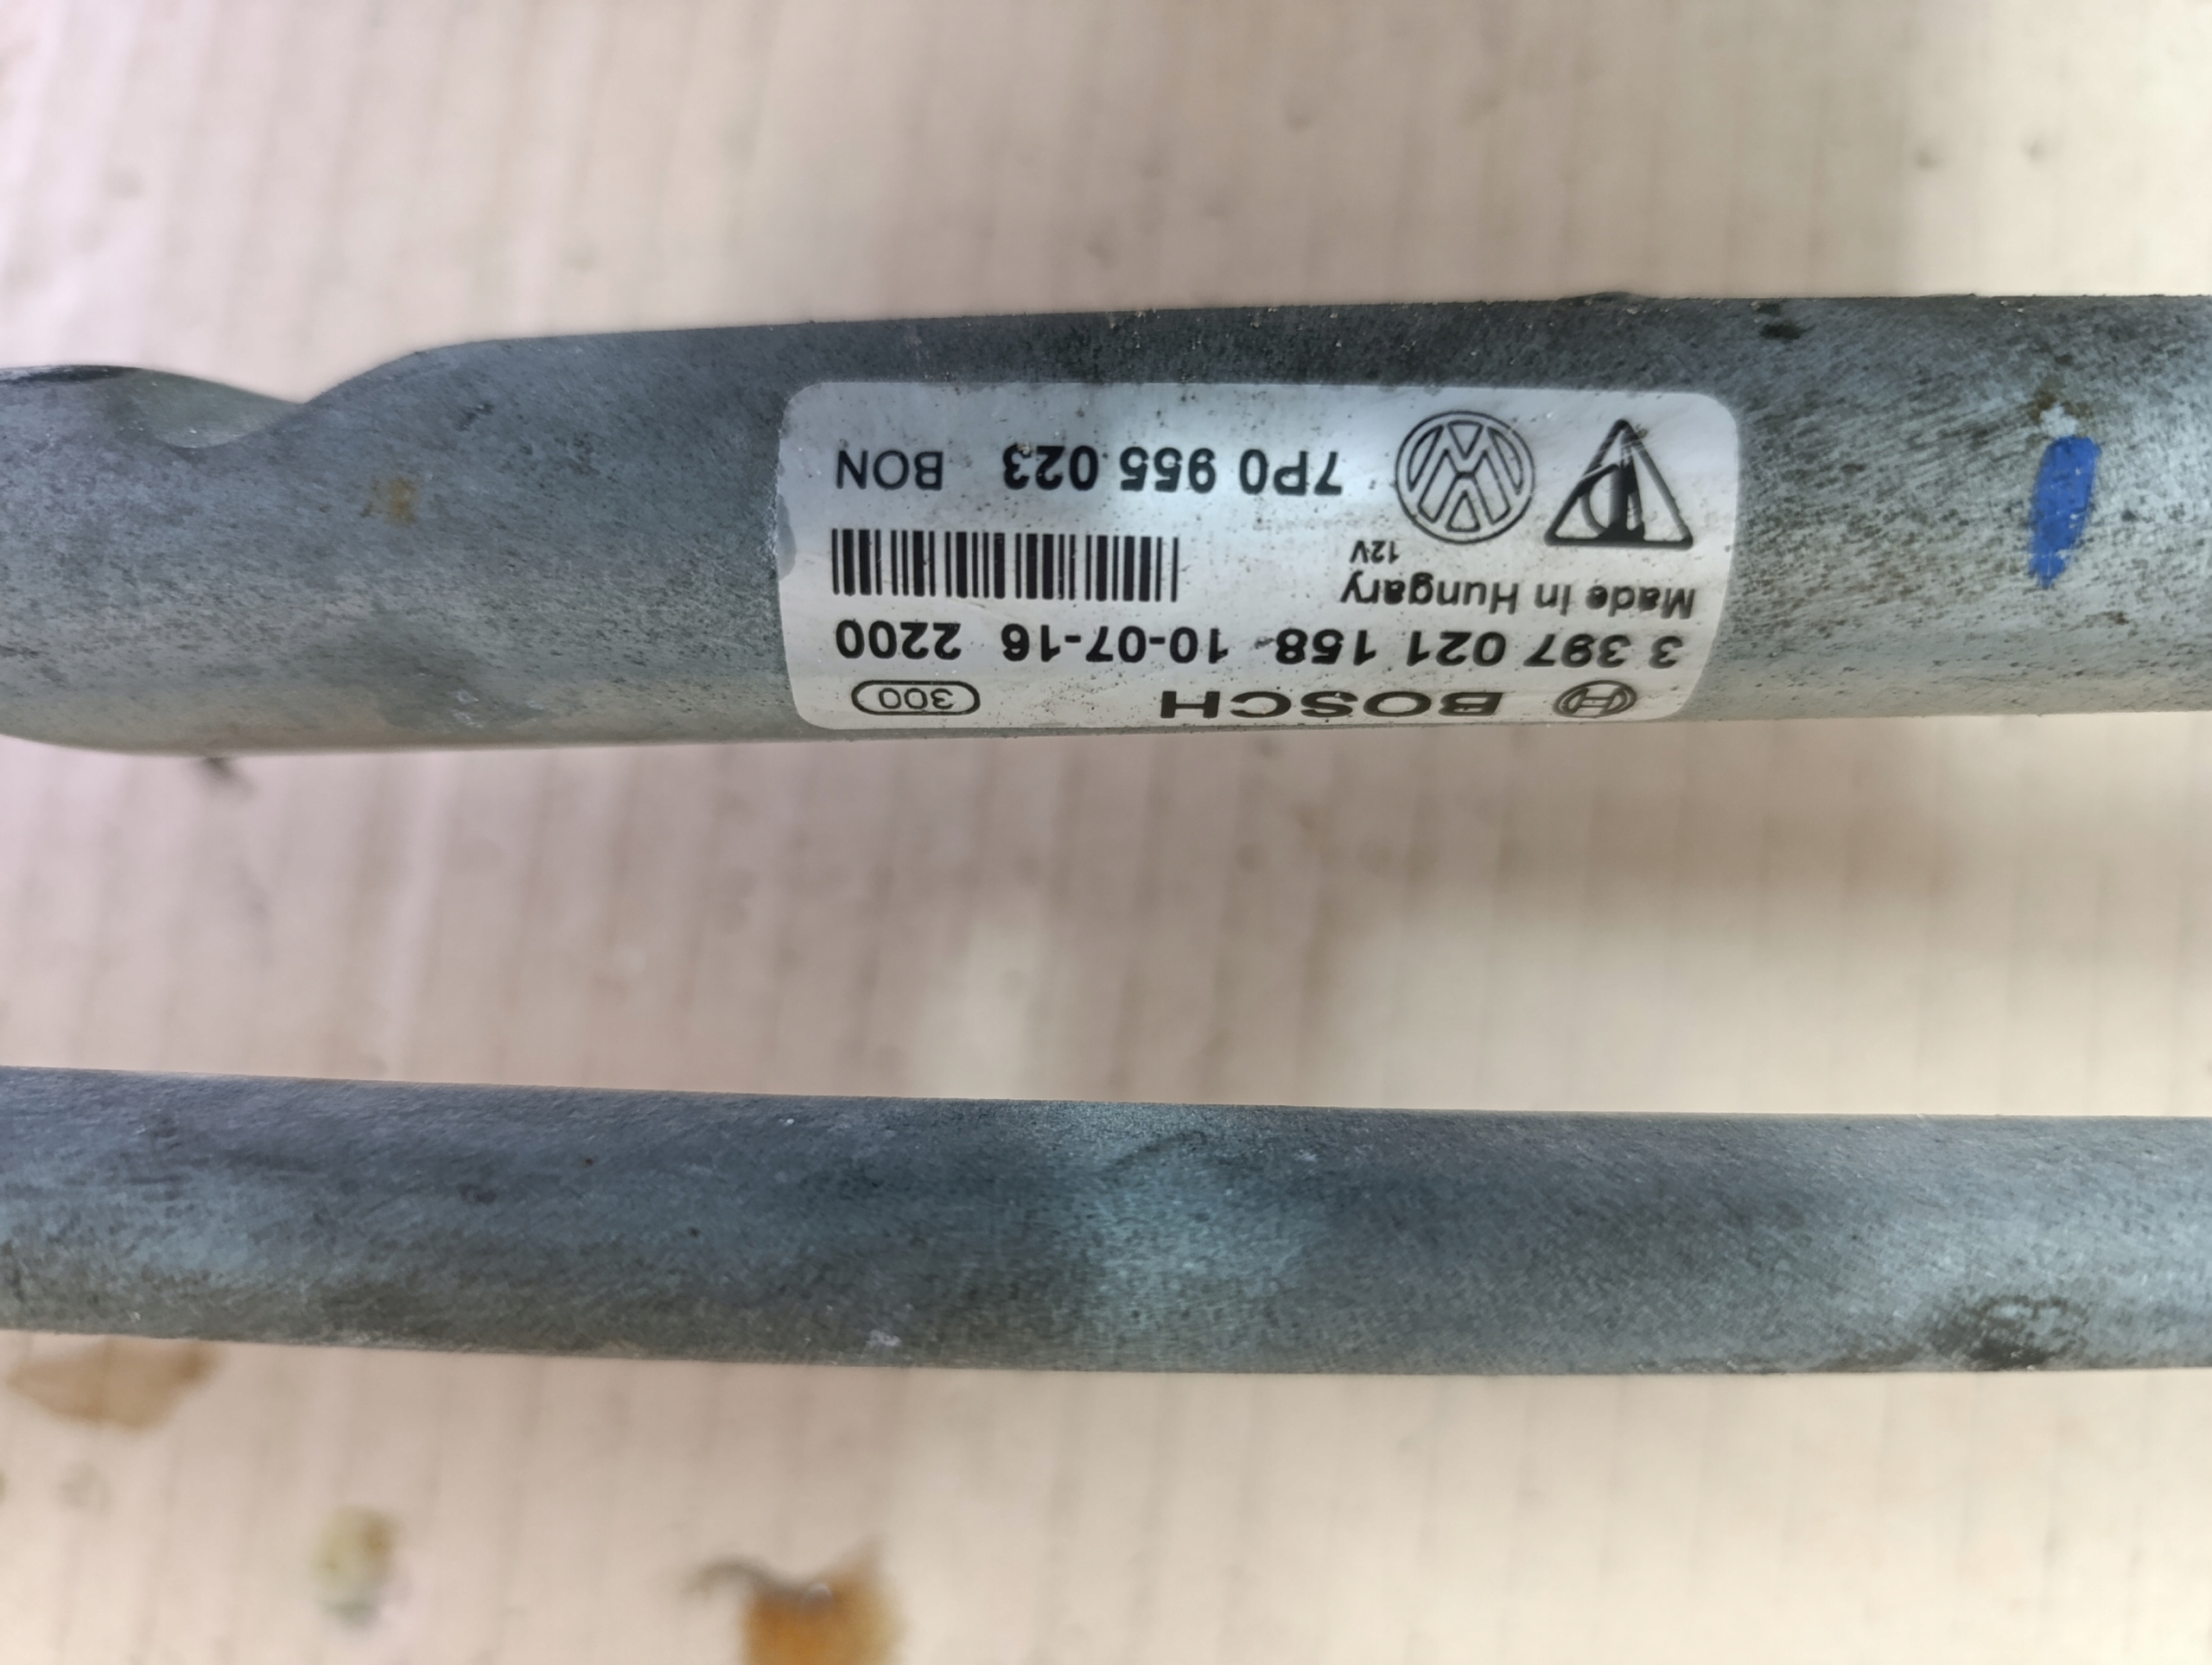 BOSCH 300
3 397 021 158 10-07-16 2200
Made in Hungary
12V
7P0 955 023 BON